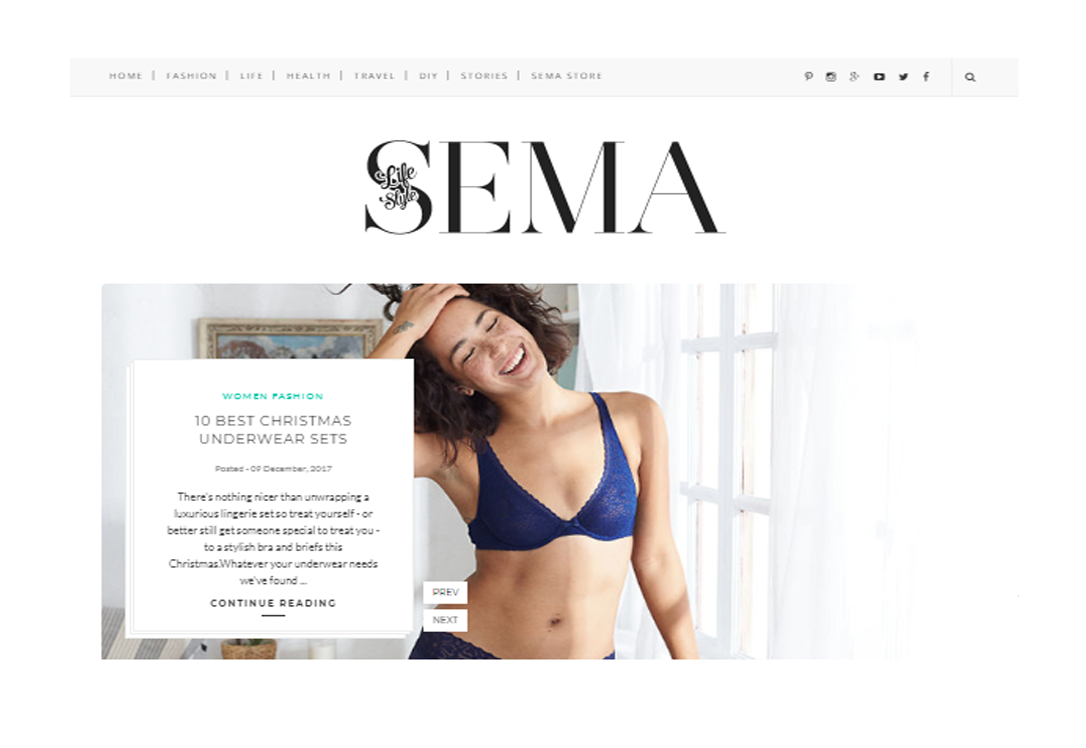 HOME | FASHION | LIFE | HEALTH | TRAVEL | DIY | STORIES | SEMA STORE
SEMA
Life
Style
WOMEN FASHION
10 BEST CHRISTMAS
UNDERWEAR SETS
Posted - 09 December, 2017
There's nothing nicer than unwrapping a
luxurious lingerie set so treat yourself - or
better still get someone special to treat you -
to a stylish bra and briefs this
Christmas.Whatever your underwear needs
we've found ...
CONTINUE READING
PREV
NEXT